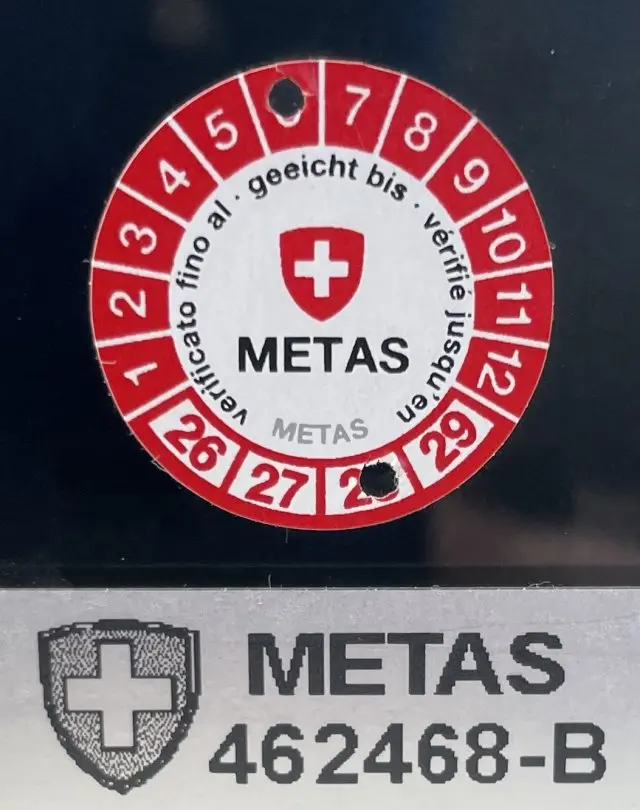 1 2 3 4 5 7 8 9 10 11 12
verificato fino al · geeicht bis · vérifié jusqu'en
METAS
METAS
26 27 29
METAS
462468-B